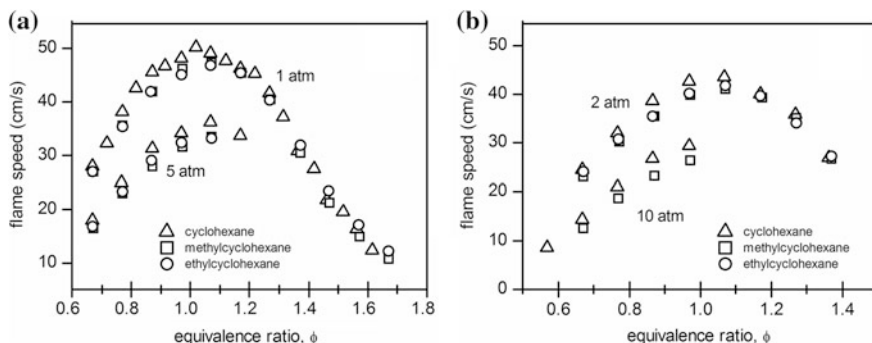 (a)
50
40
30
20
10
flame speed (cm/s)
1 atm
5 atm
cyclohexane
methylcyclohexane
ethylcyclohexane
0.6 0.8 1.0 1.2 1.4 1.6 1.8
equivalence ratio, ϕ
(b)
50
40
30
20
10
0
flame speed (cm/s)
2 atm
10 atm
cyclohexane
methylcyclohexane
ethylcyclohexane
0.6 0.8 1.0 1.2 1.4
equivalence ratio, ϕ